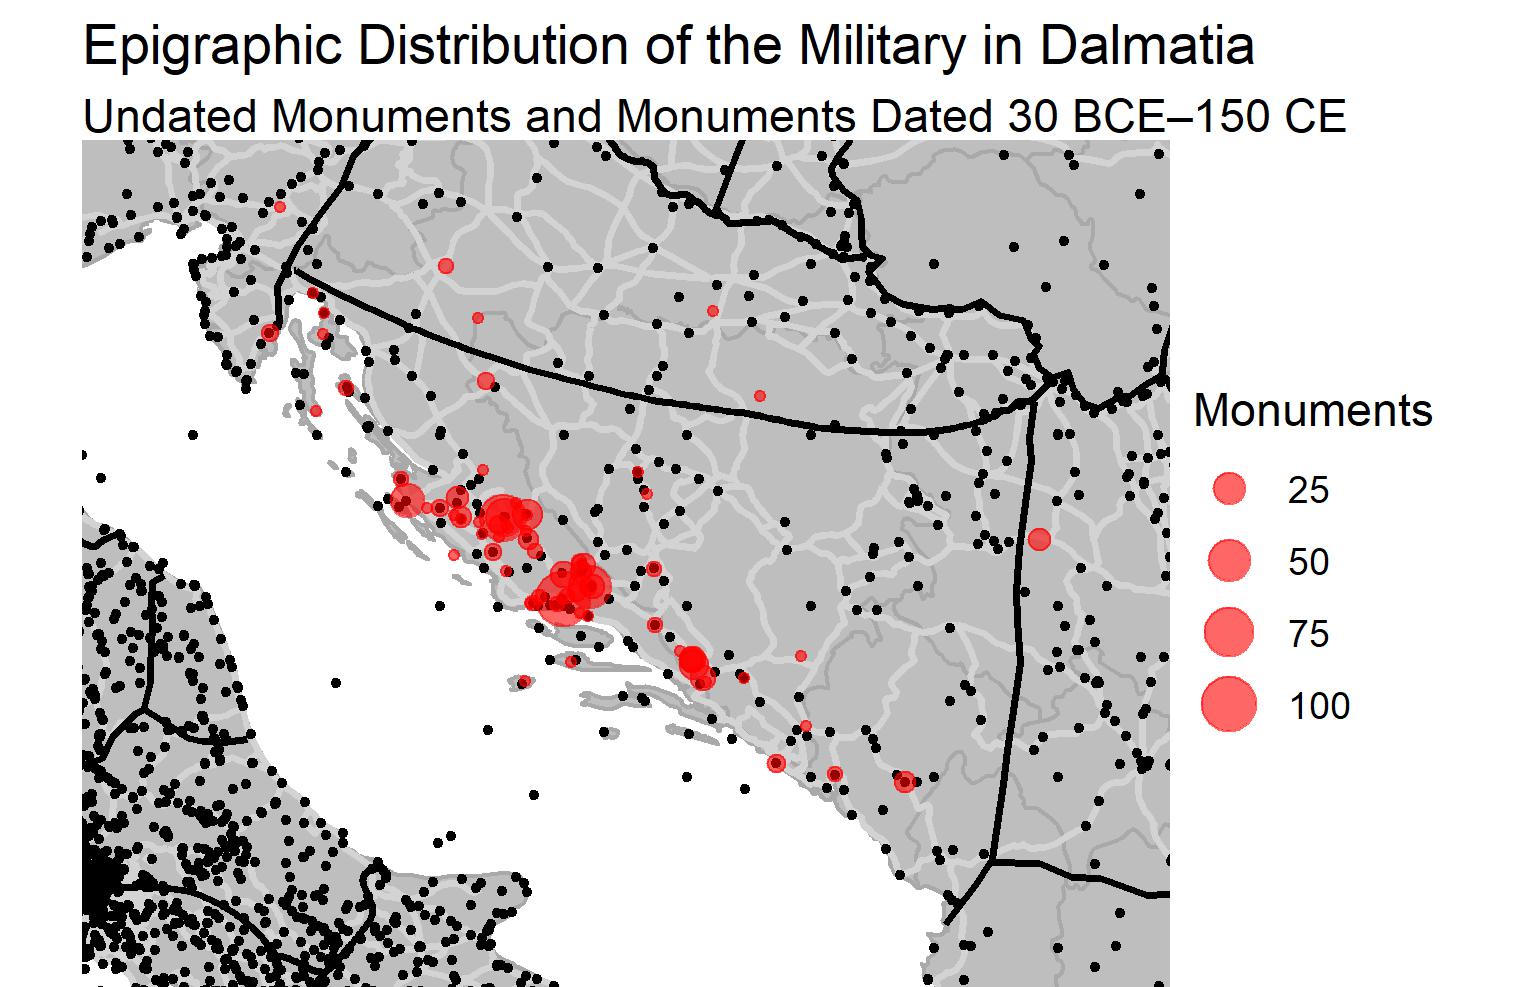 Epigraphic Distribution of the Military in Dalmatia
Undated Monuments and Monuments Dated 30 BCE–150 CE
Monuments
25
50
75
100